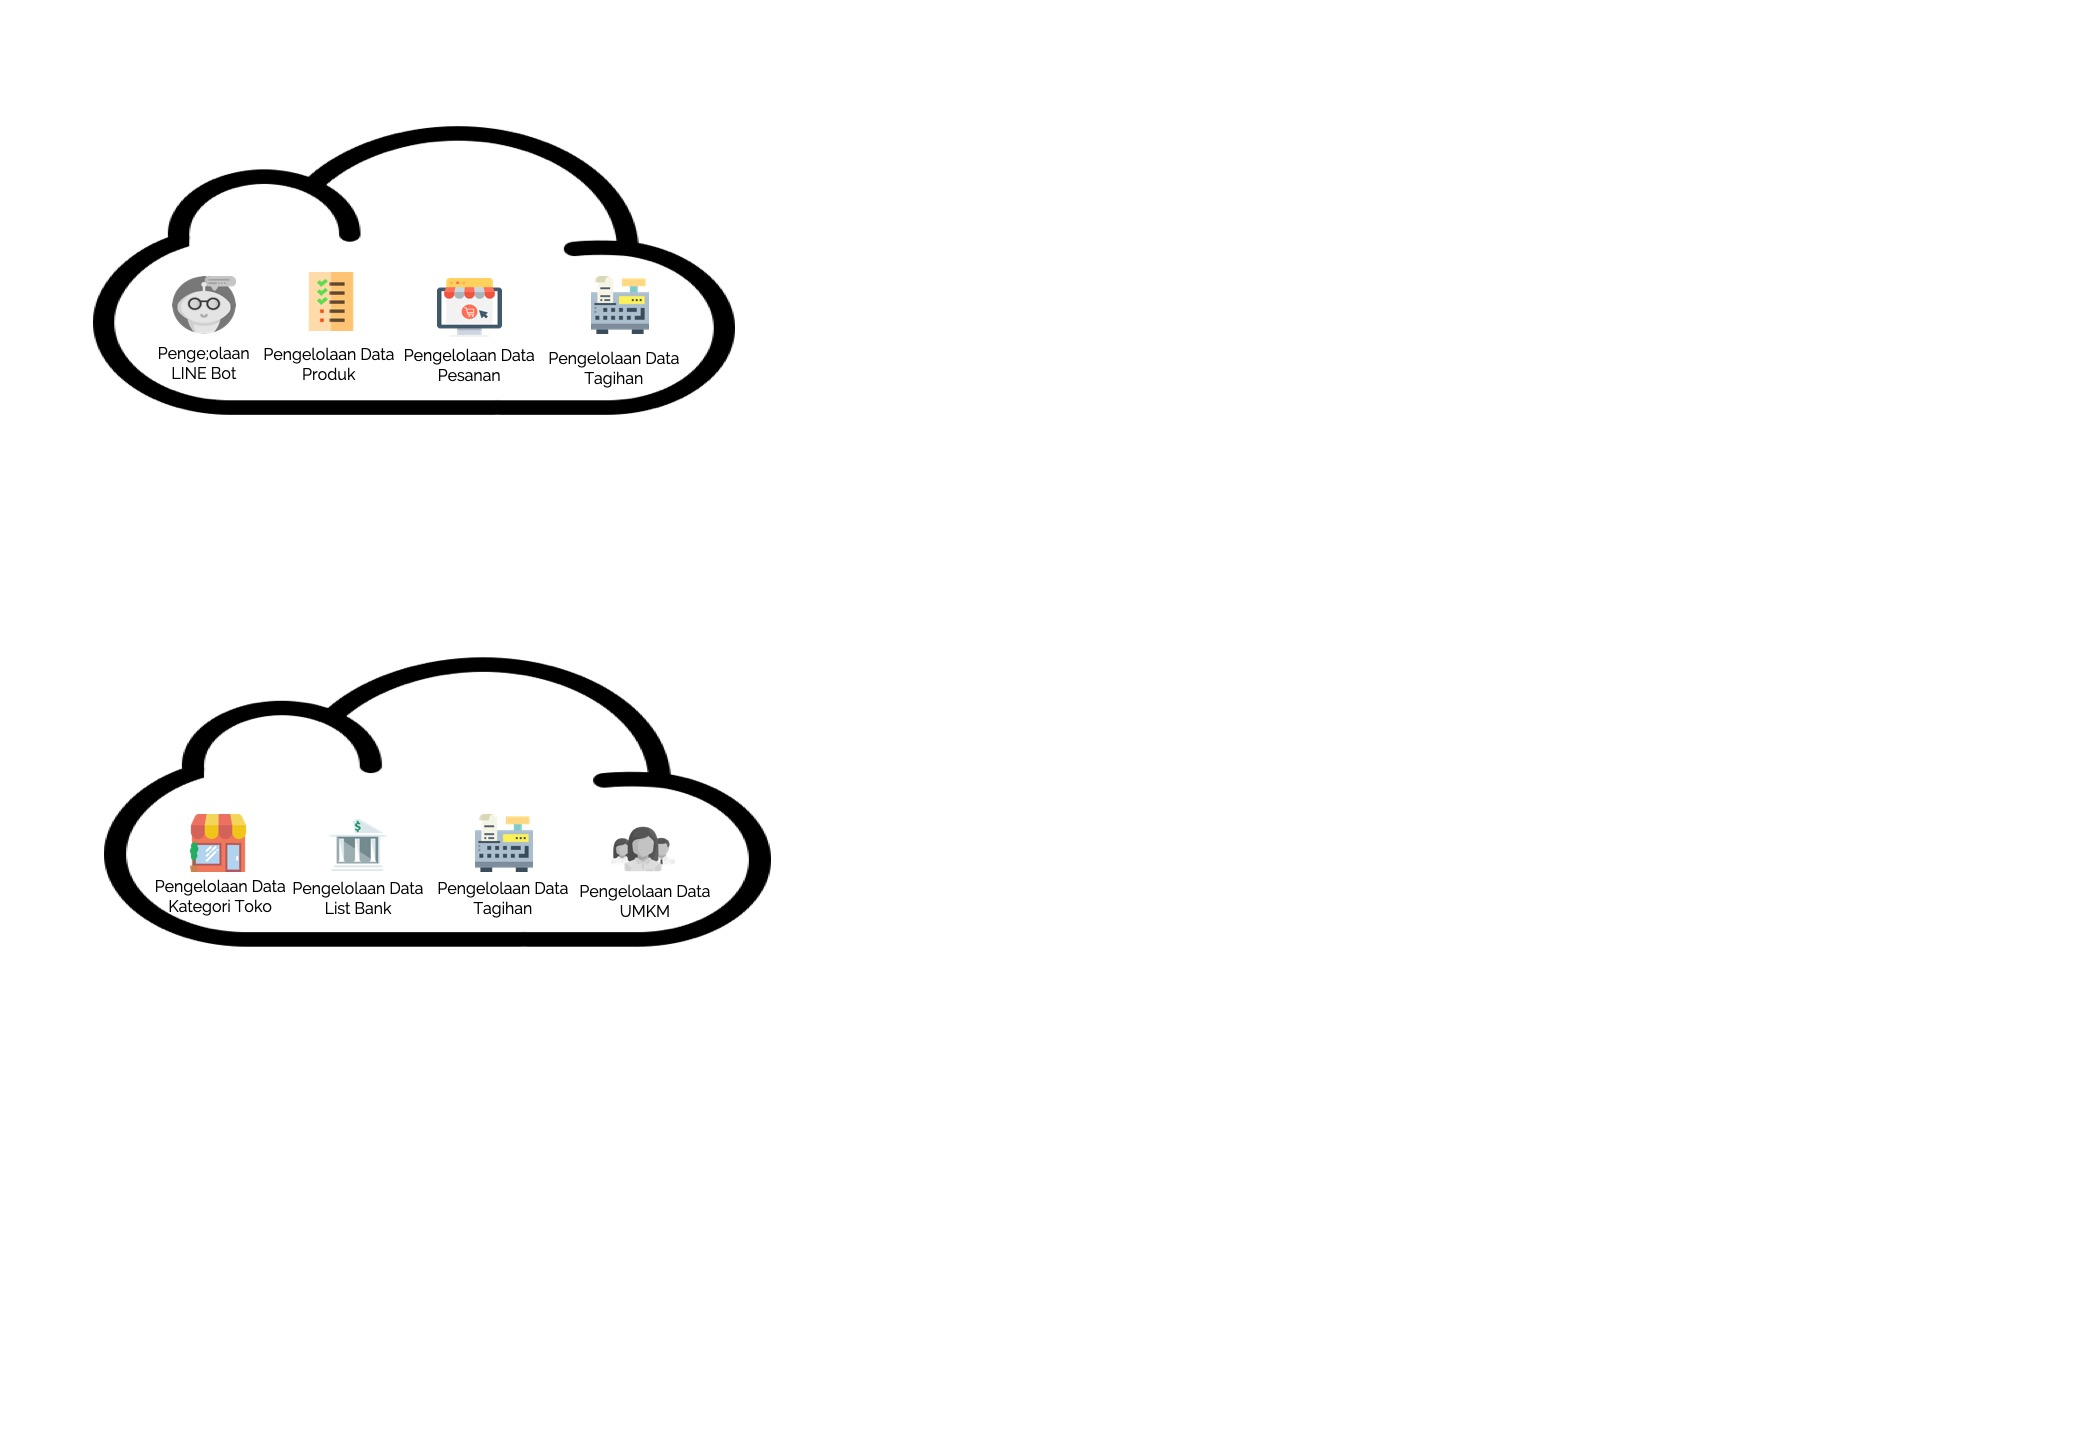 Penge;olaan
LINE Bot
Pengelolaan Data
Produk
Pengelolaan Data
Pesanan
Pengelolaan Data
Tagihan
$
Pengelolaan Data
Kategori Toko
Pengelolaan Data
List Bank
Pengelolaan Data
Tagihan
Pengelolaan Data
UMKM